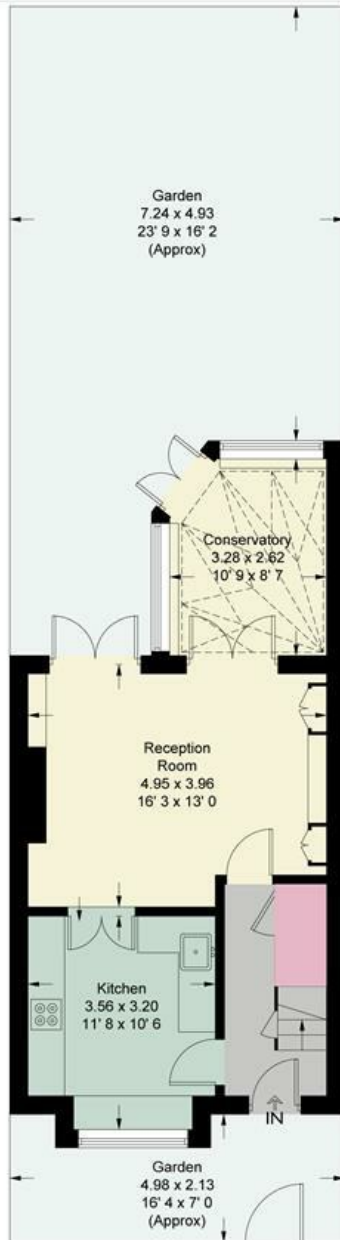 Garden
7.24 x 4.93
23' 9 x 16' 2
(Approx)
Conservatory
3.28 x 2.62
10' 9 x 8' 7
Reception
Room
4.95 x 3.96
16' 3 x 13' 0
Kitchen
3.56 x 3.20
11' 8 x 10' 6
IN
Garden
4.98 x 2.13
16' 4 x 7' 0
(Approx)